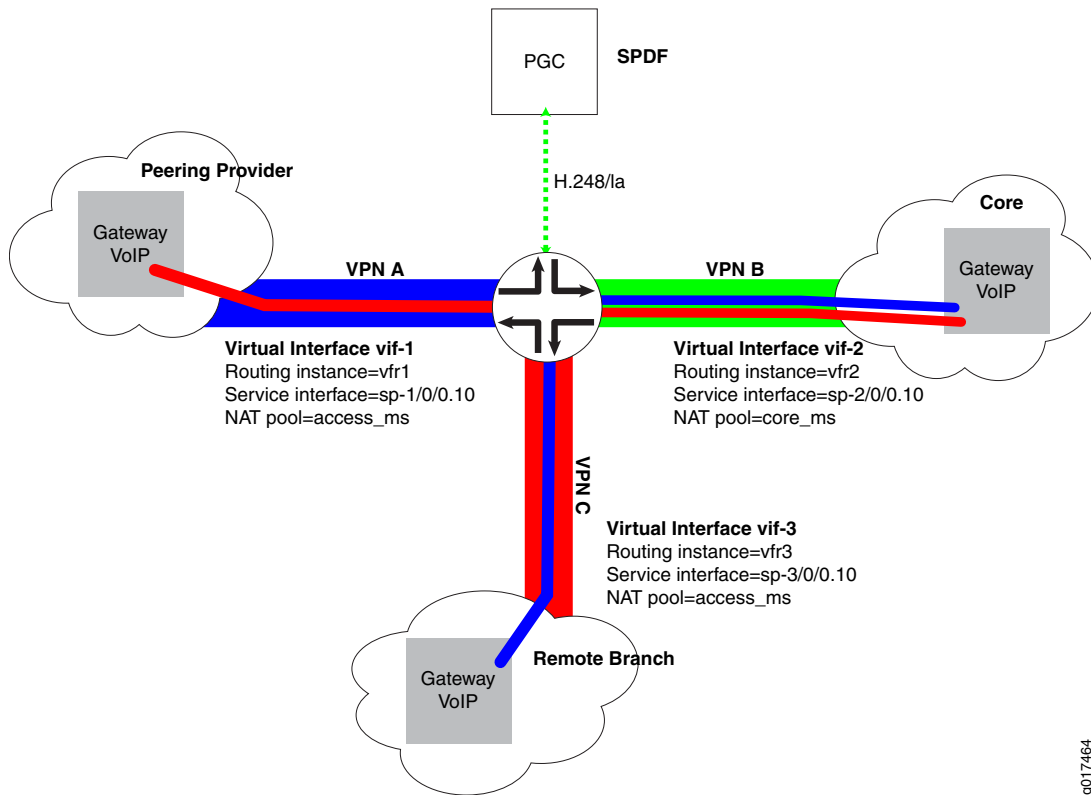 PGC
SPDF
H.248/Ia
Peering Provider
Gateway
VoIP
Core
Gateway
VoIP
VPN A
VPN B
Virtual Interface vif-1
Routing instance=vfr1
Service interface=sp-1/0/0.10
NAT pool=access_ms
Virtual Interface vif-2
Routing instance=vfr2
Service interface=sp-2/0/0.10
NAT pool=core_ms
VPN C
Virtual Interface vif-3
Routing instance=vfr3
Service interface=sp-3/0/0.10
NAT pool=access_ms
Remote Branch
Gateway
VoIP
g017464